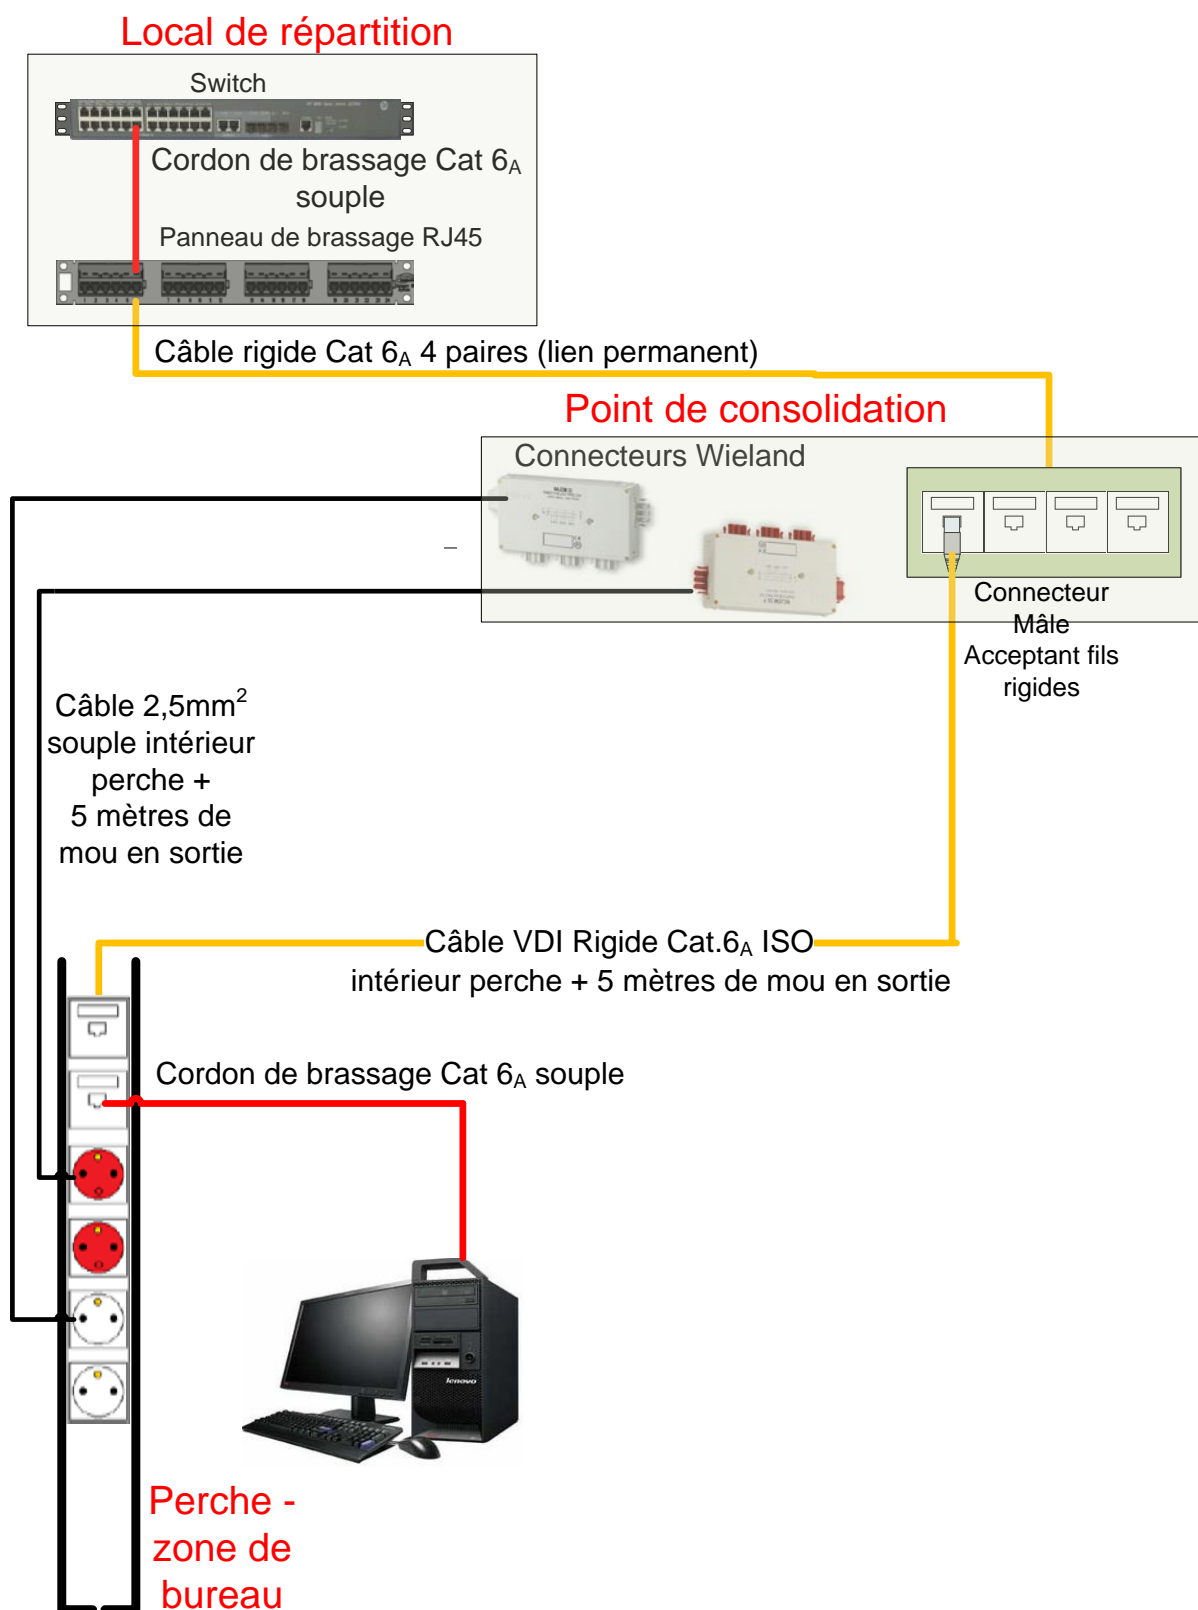 Local de répartition
Switch
Cordon de brassage Cat 6A
souple
Panneau de brassage RJ45
Câble rigide Cat 6A 4 paires (lien permanent)
Point de consolidation
Connecteurs Wieland
Connecteur
Mâle
Acceptant fils
rigides
Câble 2,5mm2
souple intérieur
perche +
5 mètres de
mou en sortie
Câble VDI Rigide Cat.6A ISO
intérieur perche + 5 mètres de mou en sortie
Cordon de brassage Cat 6A souple
lenovo
Perche -
zone de
bureau